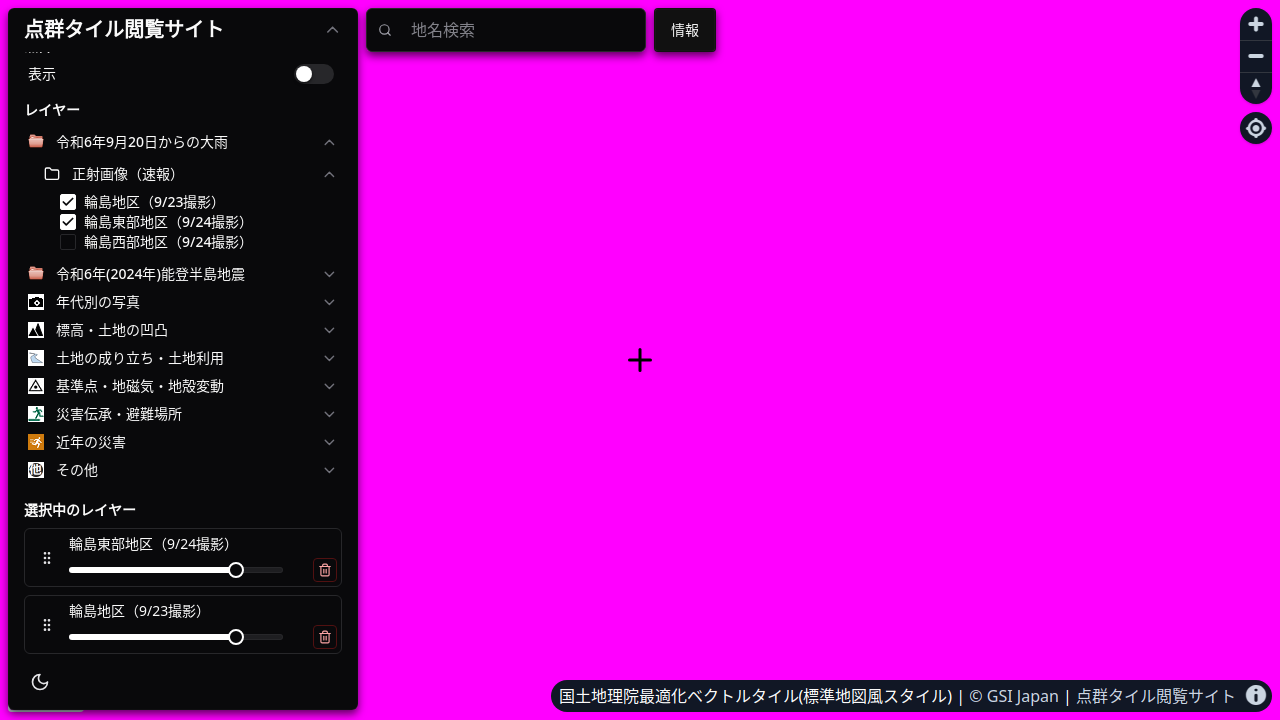 点群タイル閲覧サイト
地名検索
情報
表示
レイヤー
令和6年9月20日からの大雨
正射画像（速報）
輪島地区（9/23撮影）
輪島東部地区（9/24撮影）
輪島西部地区（9/24撮影）
令和6年(2024年)能登半島地震
年代別の写真
標高・土地の凹凸
土地の成り立ち・土地利用
基準点・地磁気・地殻変動
災害伝承・避難場所
近年の災害
その他
選択中のレイヤー
輪島東部地区（9/24撮影）
輪島地区（9/23撮影）
国土地理院最適化ベクトルタイル(標準地図風スタイル) | © GSI Japan | 点群タイル閲覧サイト